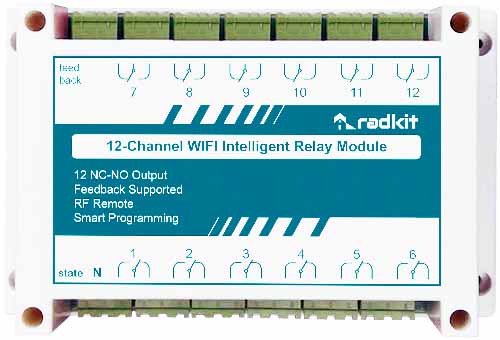 feed
back
7 8 9 10 11 12
radkit
12-Channel WIFI Intelligent Relay Module
12 NC-NO Output
Feedback Supported
RF Remote
Smart Programming
1 2 3 4 5 6
state N